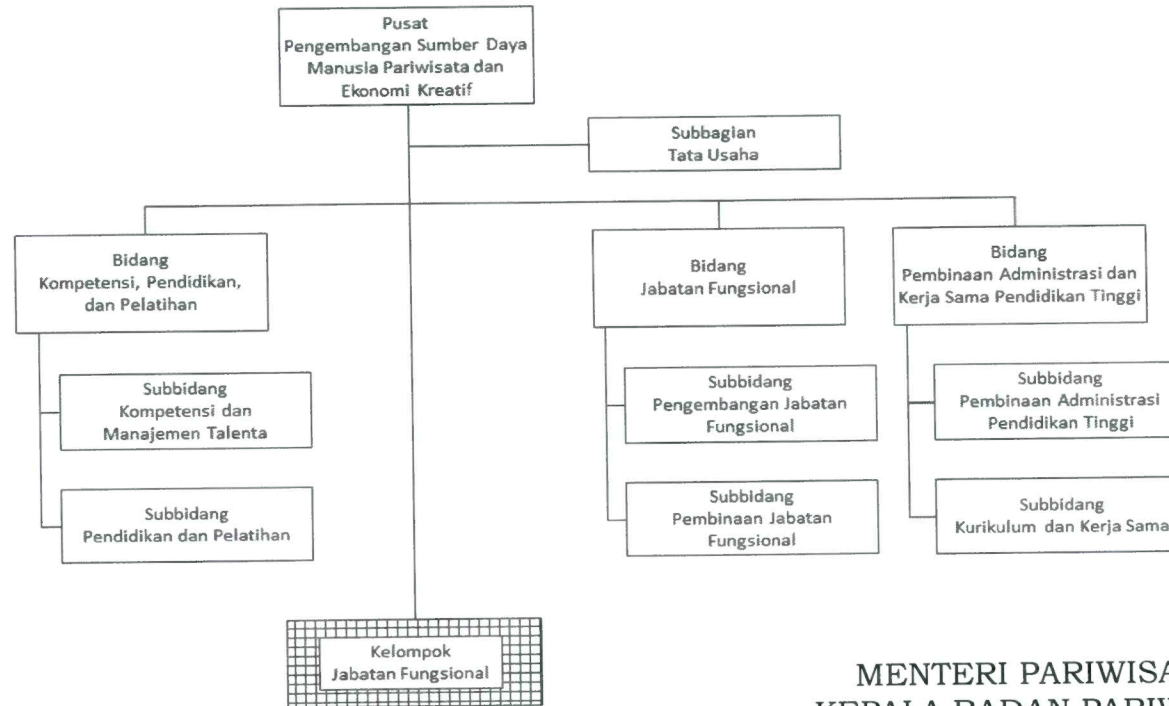 Pusat
Pengembangan Sumber Daya
Manusia Pariwisata dan
Ekonomi Kreatif
Subbagian
Tata Usaha
Bidang
Kompetensi, Pendidikan,
dan Pelatihan
Subbidang
Kompetensi dan
Manajemen Talenta
Subbidang
Pendidikan dan Pelatihan
Bidang
Jabatan Fungsional
Subbidang
Pengembangan Jabatan
Fungsional
Subbidang
Pembinaan Jabatan
Fungsional
Bidang
Pembinaan Administrasi dan
Kerja Sama Pendidikan Tinggi
Subbidang
Pembinaan Administrasi
Pendidikan Tinggi
Subbidang
Kurikulum dan Kerja Sama
Kelompok
Jabatan Fungsional
MENTERI PARIWISA